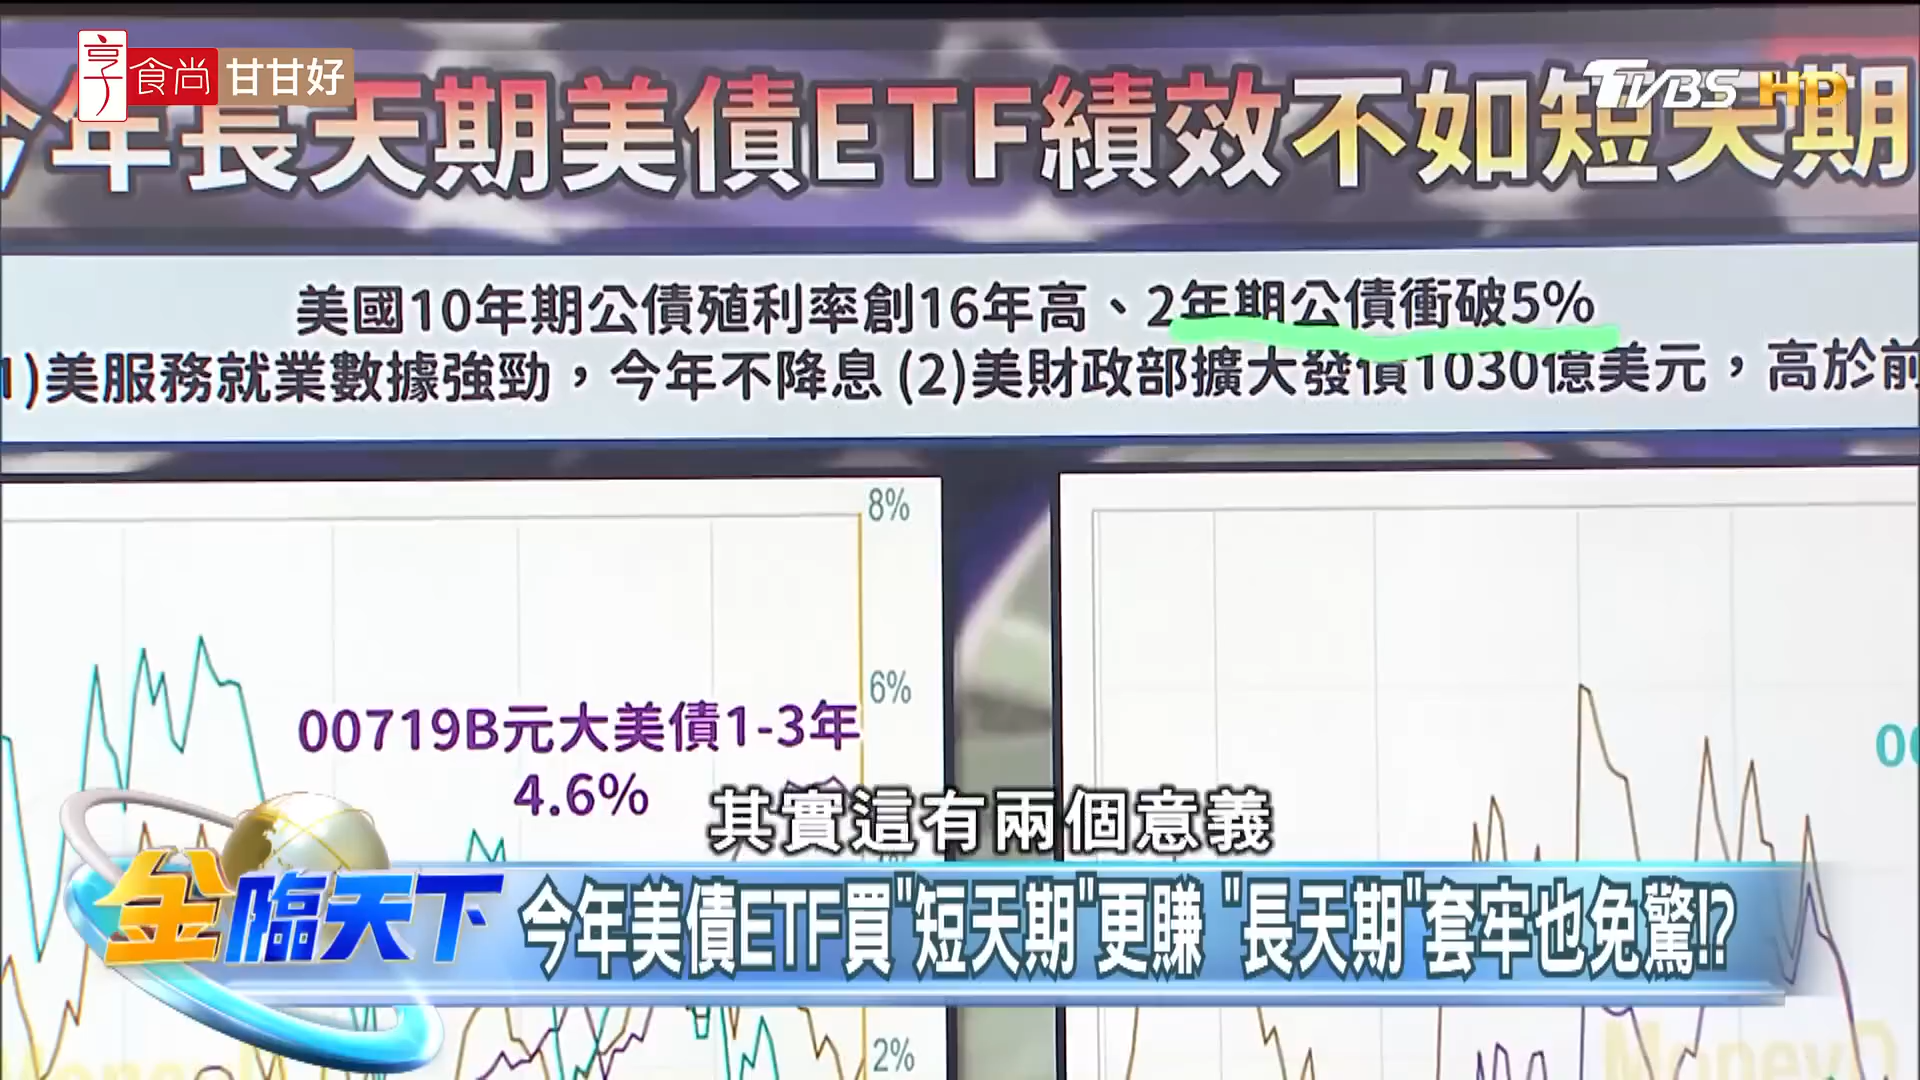 享 食尚 甘甘好
TVBS HD
今年長天期美債ETF績效不如短天期
美國10年期公債殖利率創16年高、2年期公債衝破5%
1)美服務就業數據強勁，今年不降息 (2)美財政部擴大發債1030億美元，高於前
8%
6%
00719B元大美債1-3年
4.6%
00
其實這有兩個意義
金臨天下
今年美債ETF買"短天期"更賺 "長天期"套牢也免驚!?
2%